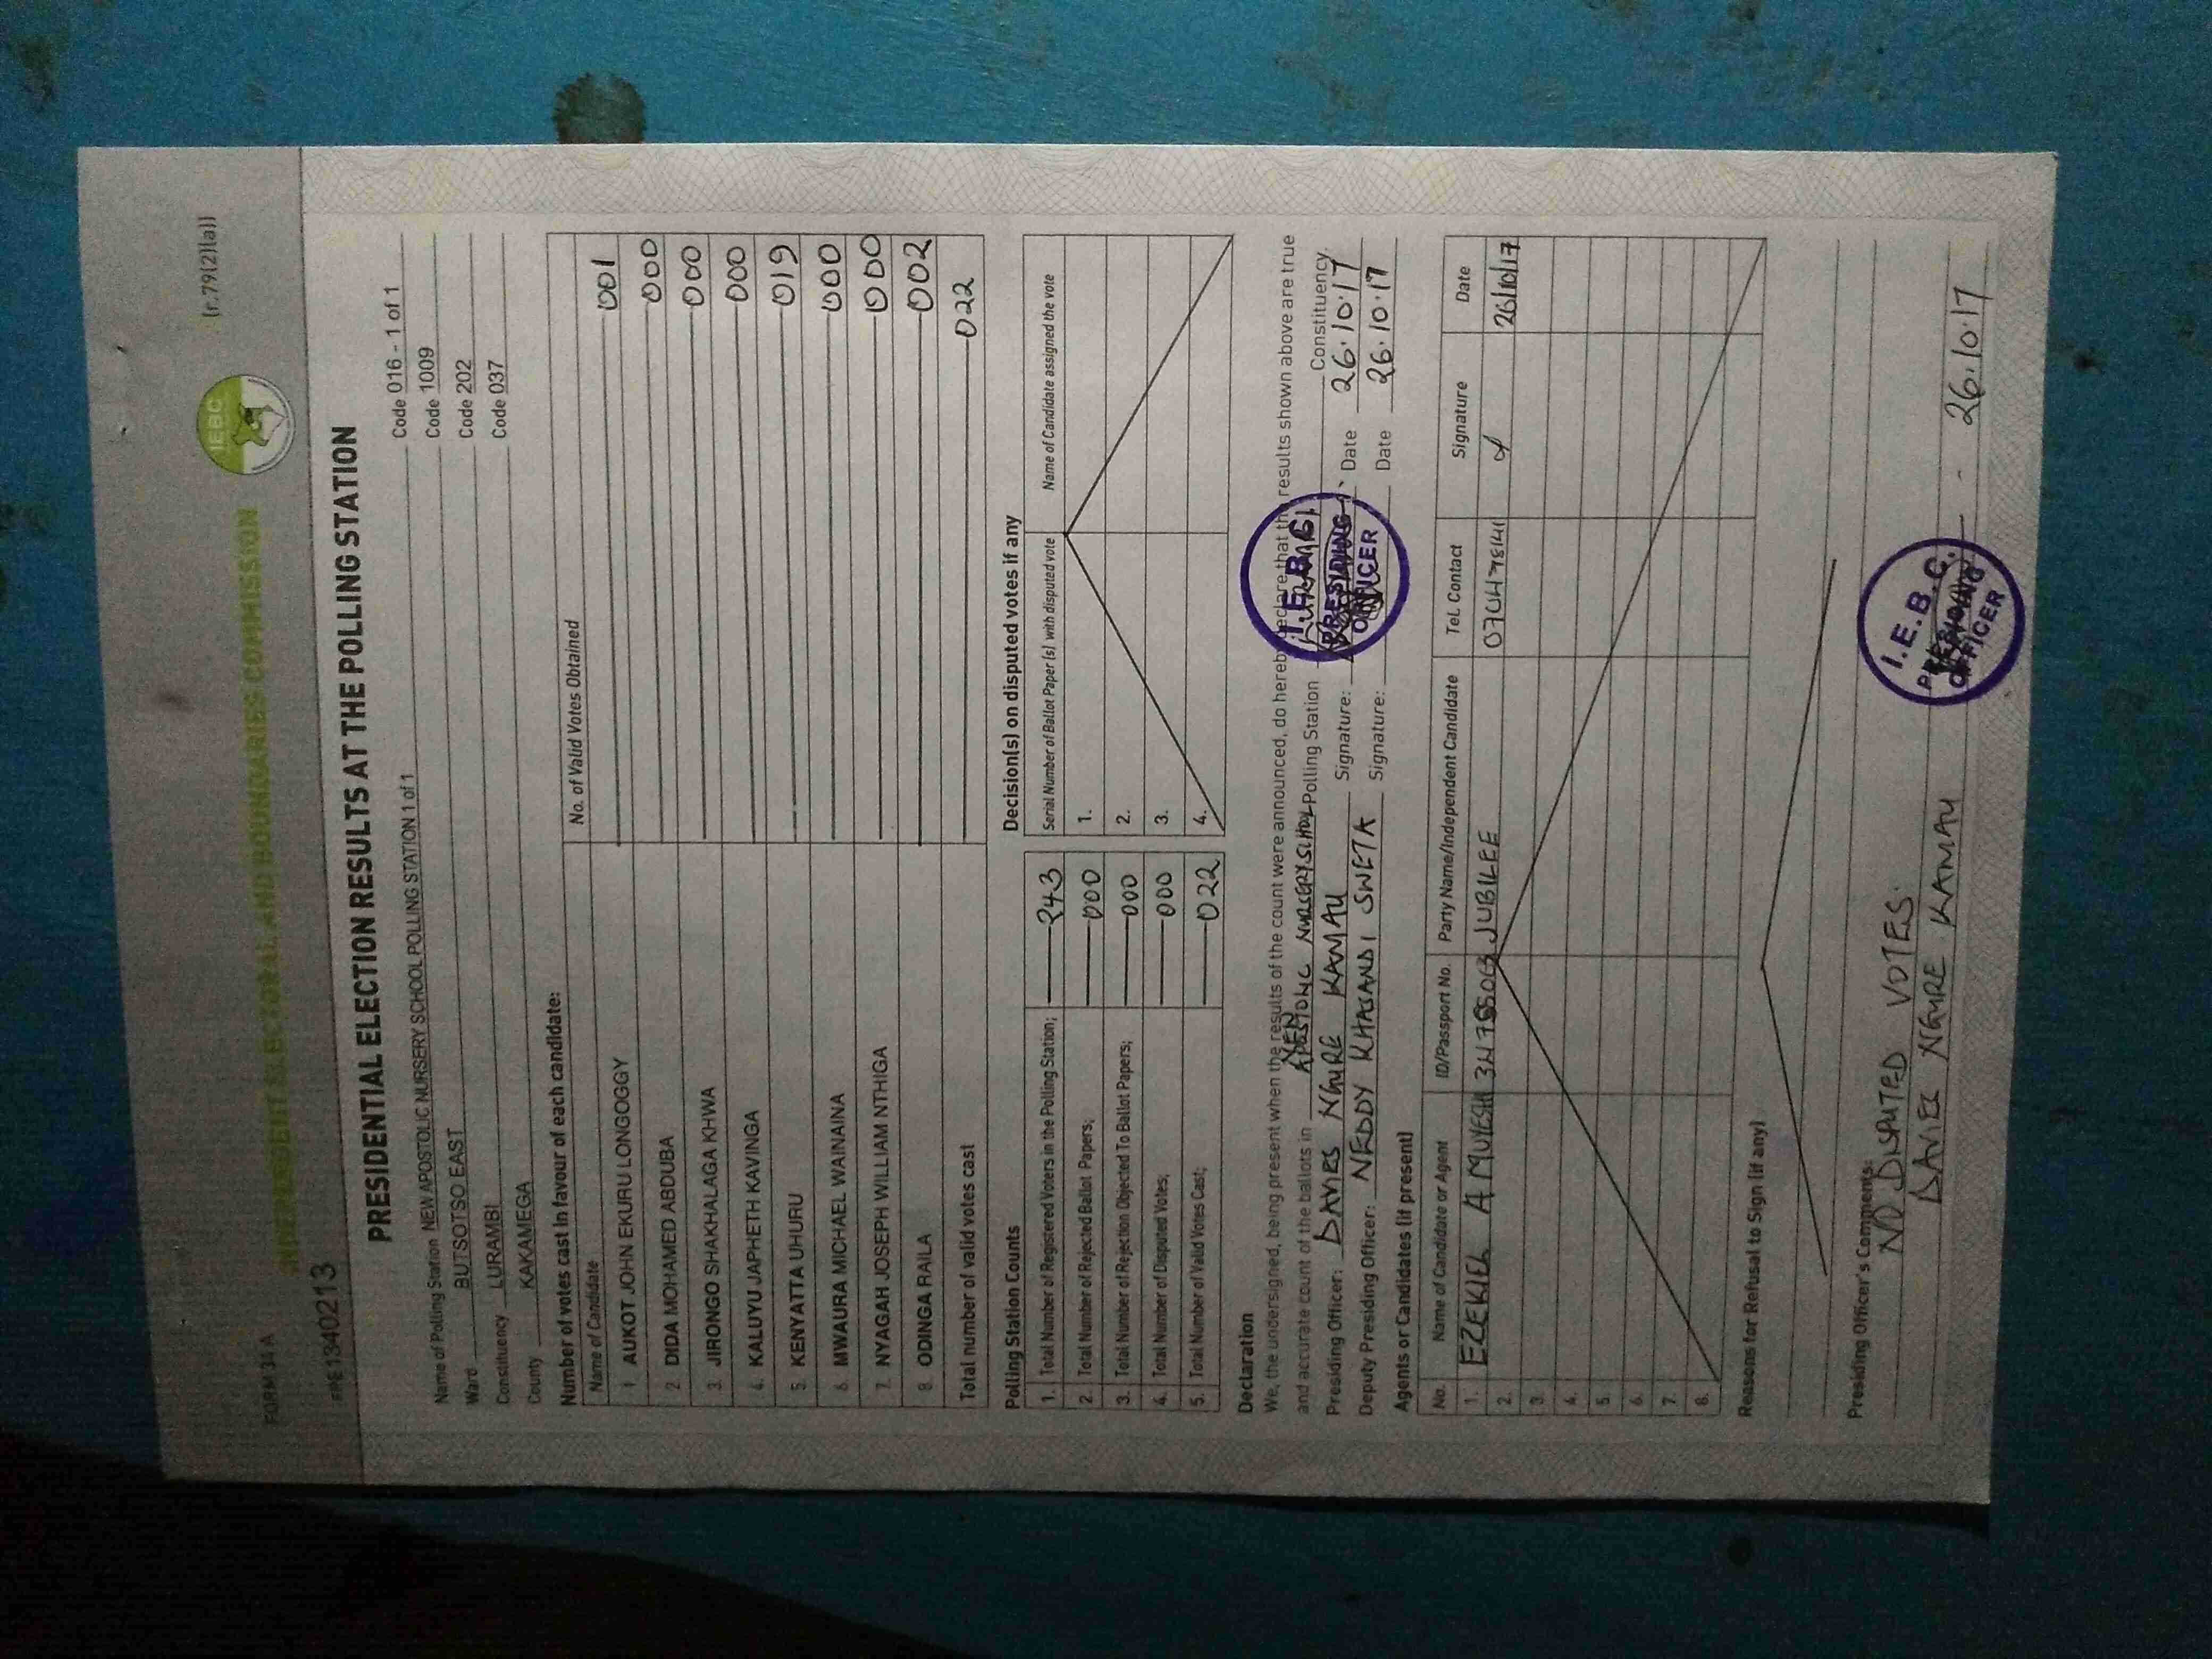 FORM 34 A
(r.79(2)(a))
INDEPENDENT ELECTORAL AND BOUNDARIES COMMISSION
IEBC
PRE1340213
PRESIDENTIAL ELECTION RESULTS AT THE POLLING STATION
Name of Polling Station NEW APOSTOLIC NURSERY SCHOOL POLLING STATION 1 of 1 Code 016 - 1 of 1
Ward BUTSOTSO EAST Code 1009
Constituency LURAMBI Code 202
County KAKAMEGA Code 037
Number of votes cast in favour of each candidate:
Name of Candidate No. of Valid Votes Obtained
1 AUKOT JOHN EKURU LONGOGGY 001
2 DIDA MOHAMED ABDUBA 000
3. JIRONGO SHAKHALAGA KHWA 000
4. KALUYU JAPHETH KAVINGA 000
5. KENYATTA UHURU 019
6 MWAURA MICHAEL WAINAINA 000
7. NYAGAH JOSEPH WILLIAM NTHIGA 000
8. ODINGA RAILA 002
Total number of valid votes cast 022
Polling Station Counts
1. Total Number of Registered Voters in the Polling Station; 243
2. Total Number of Rejected Ballot Papers; 000
3. Total Number of Rejection Objected To Ballot Papers; 000
4. Total Number of Disputed Votes; 000
5. Total Number of Valid Votes Cast; 022
Decision(s) on disputed votes if any
Serial Number of Ballot Paper (s) with disputed vote Name of Candidate assigned the vote
1.
2.
3.
4.
Declaration
We, the undersigned, being present when the results of the count were announced, do hereby declare that the results shown above are true
and accurate count of the ballots in NEW APOSTOLIC NURSERY SCHOOL Polling Station LURAMBI Constituency.
Presiding Officer: DAVIES NGURE KAMAU Signature: Date 26.10.17
Deputy Presiding Officer: NEDDY KHASANDI SWETA Signature: Date 26.10.17
I.E.B.C.
PRESIDING
OFFICER
Agents or Candidates (if present)
No. Name of Candidate or Agent ID/Passport No. Party Name/Independent Candidate Tel. Contact Signature Date
1. EZEKIEL AMUYESH JUBILEE 26/10/17
2.
3
4.
5
6.
7.
8.
Reasons for Refusal to Sign (if any)
Presiding Officer's Comments:
NO DISPUTED VOTES.
DAVIES NGURE KAMAU 26.10.17
I.E.B.C.
PRESIDING
OFFICER